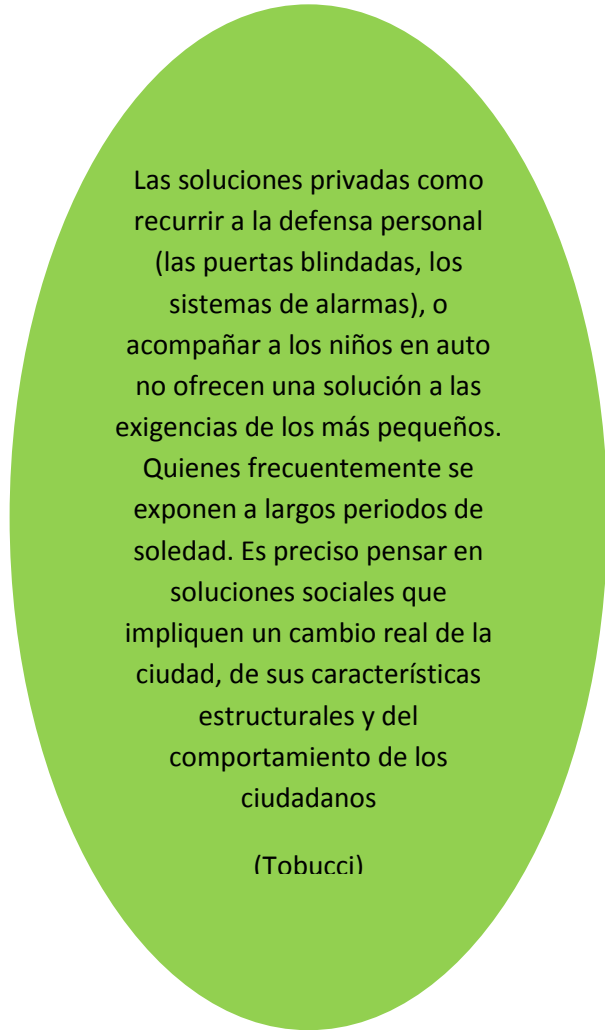 Las soluciones privadas como
recurrir a la defensa personal
(las puertas blindadas, los
sistemas de alarmas), o
acompañar a los niños en auto
no ofrecen una solución a las
exigencias de los más pequeños.
Quienes frecuentemente se
exponen a largos periodos de
soledad. Es preciso pensar en
soluciones sociales que
impliquen un cambio real de la
ciudad, de sus características
estructurales y del
comportamiento de los
ciudadanos
(Tobucci)